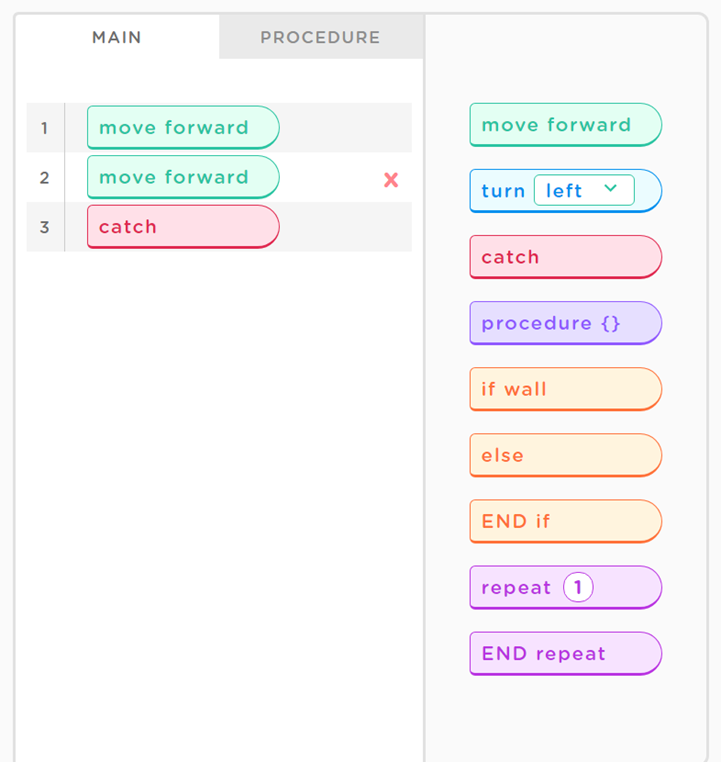 MAIN PROCEDURE
1 move forward
2 move forward
3 catch
move forward
turn left
catch
procedure {}
if wall
else
END if
repeat 1
END repeat